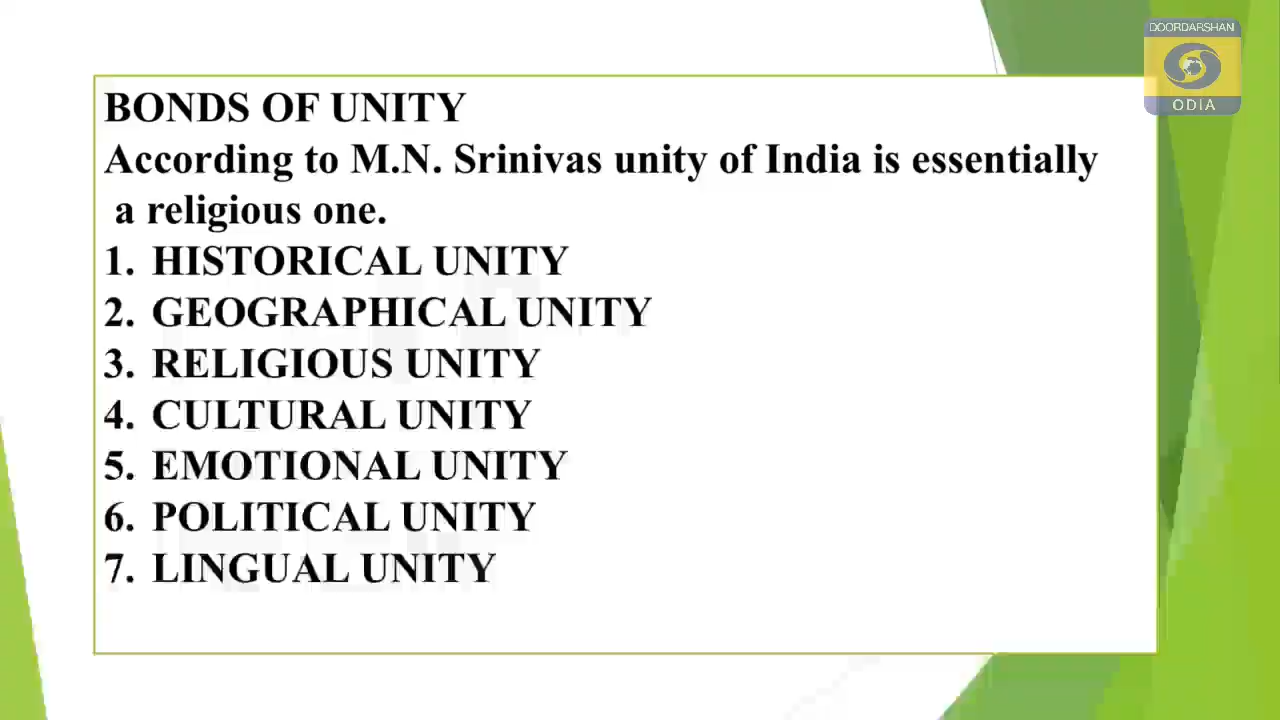 DOORDARSHAN
ODIA
BONDS OF UNITY
According to M.N. Srinivas unity of India is essentially
a religious one.
1. HISTORICAL UNITY
2. GEOGRAPHICAL UNITY
3. RELIGIOUS UNITY
4. CULTURAL UNITY
5. EMOTIONAL UNITY
6. POLITICAL UNITY
7. LINGUAL UNITY